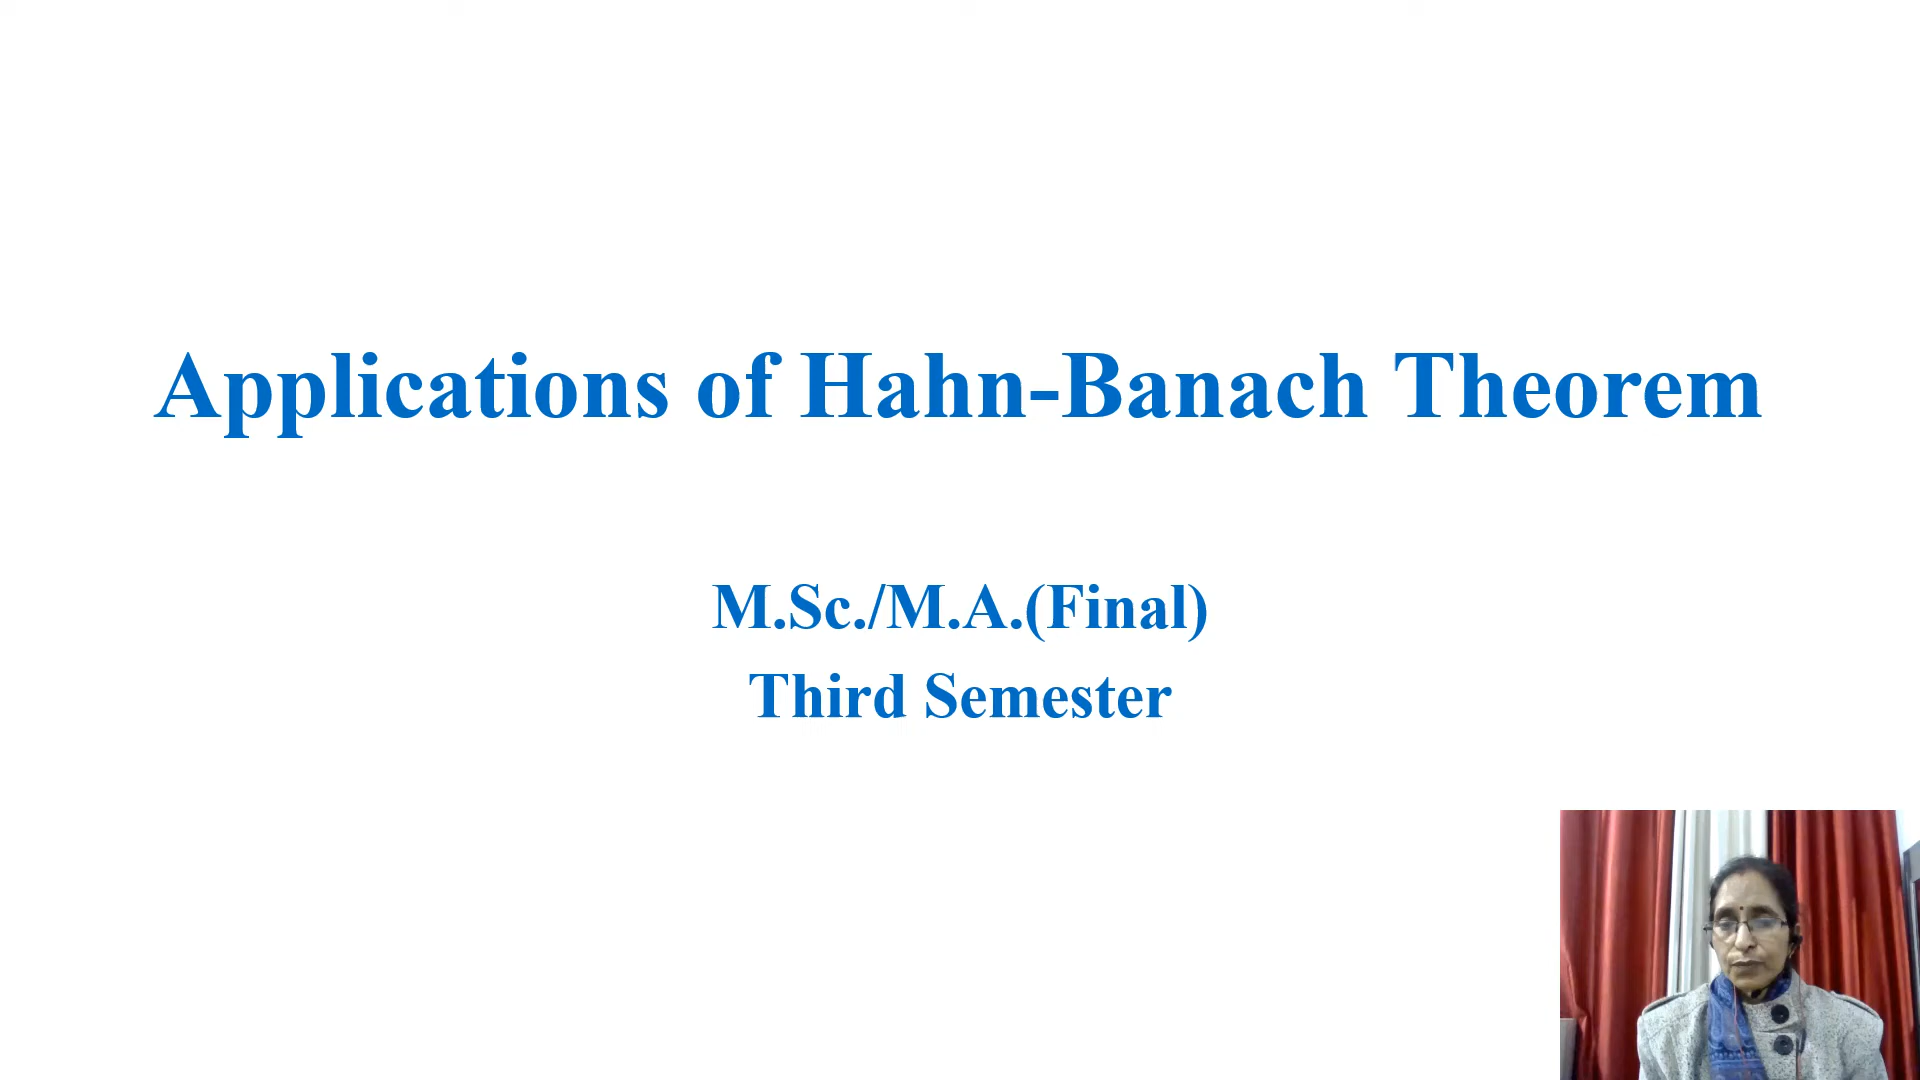 Applications of Hahn-Banach Theorem
M.Sc./M.A.(Final)
Third Semester